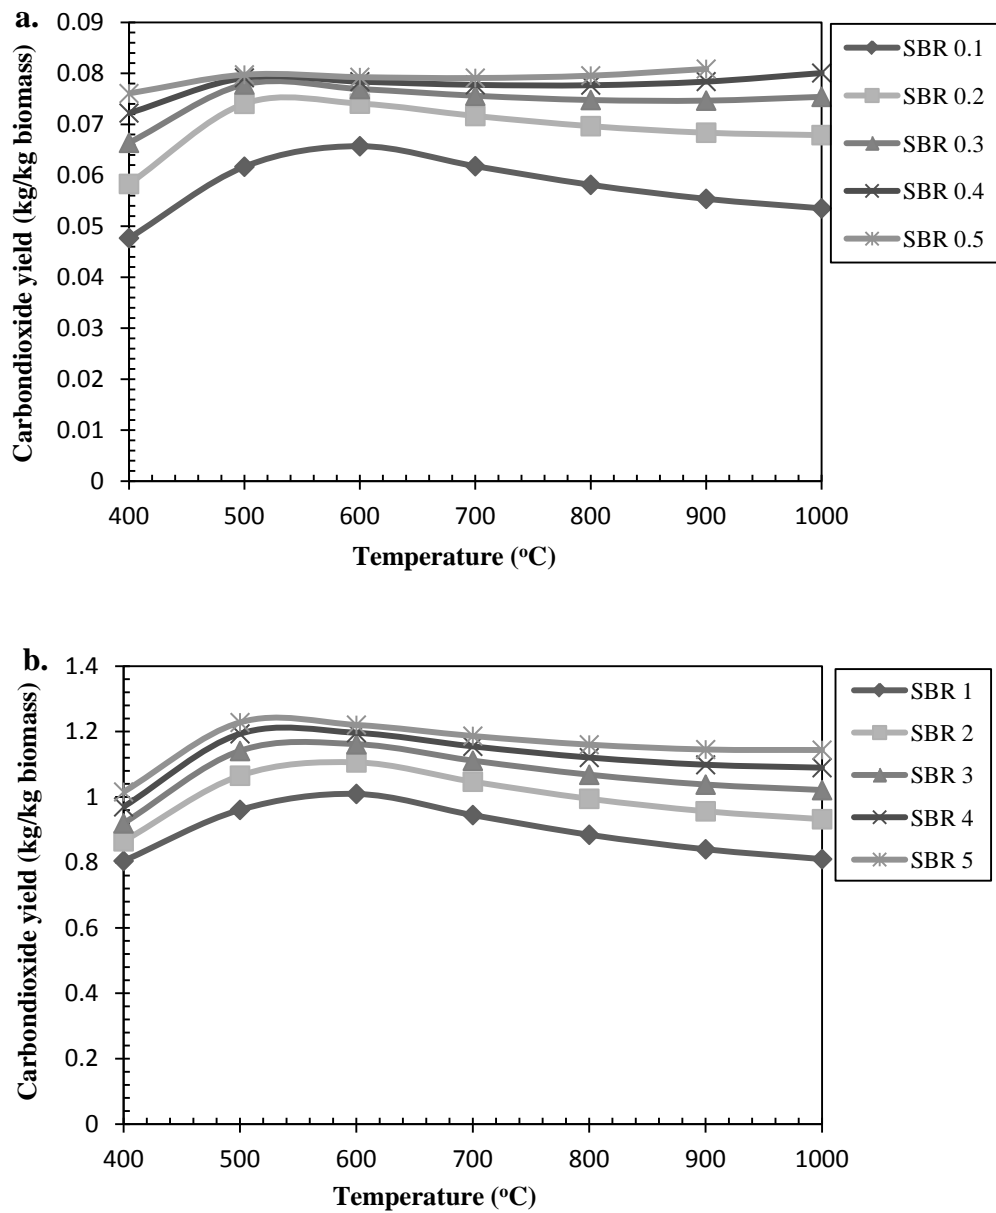 a.
Carbondioxide yield (kg/kg biomass)
0.09
0.08
0.07
0.06
0.05
0.04
0.03
0.02
0.01
0
400 500 600 700 800 900 1000
Temperature (oC)
SBR 0.1
SBR 0.2
SBR 0.3
SBR 0.4
SBR 0.5
b.
Carbondioxide yield (kg/kg biomass)
1.4
1.2
1
0.8
0.6
0.4
0.2
0
400 500 600 700 800 900 1000
Temperature (oC)
SBR 1
SBR 2
SBR 3
SBR 4
SBR 5